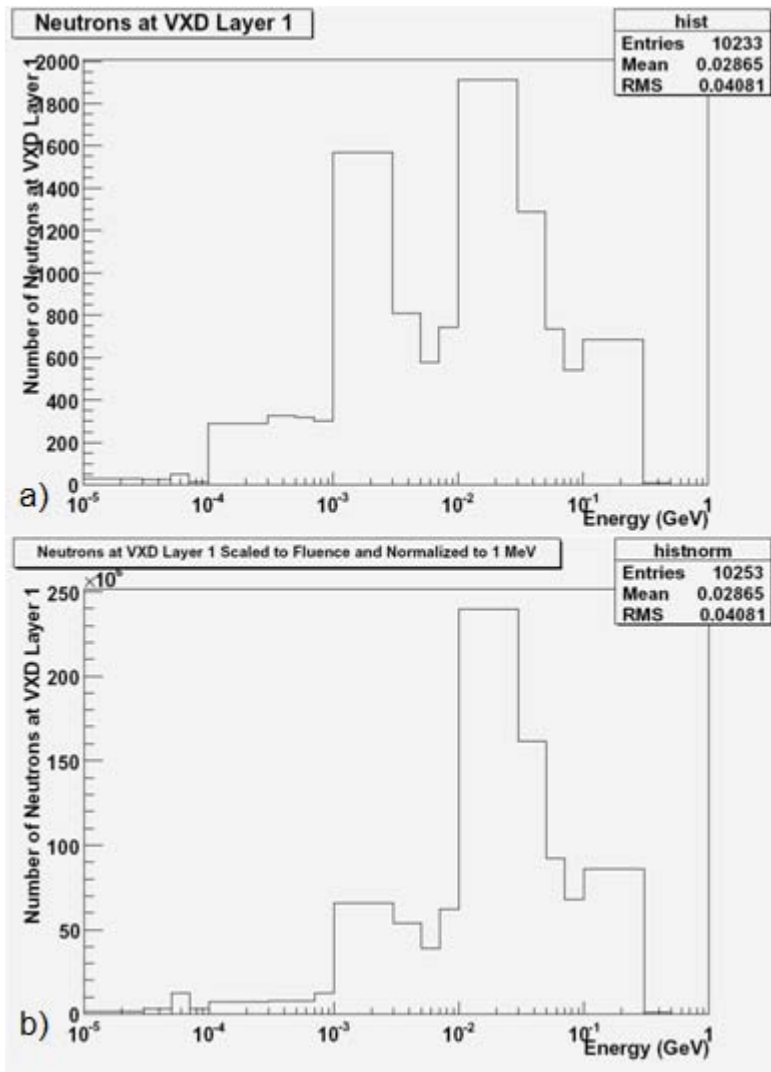 Neutrons at VXD Layer 1
hist
Entries 10233
Mean 0.02865
RMS 0.04081
Number of Neutrons at VXD Layer 1
2000
1800
1600
1400
1200
1000
800
600
400
200
0
10-5
10-4
10-3
10-2
10-1
1
Energy (GeV)
a)
Neutrons at VXD Layer 1 Scaled to Fluence and Normalized to 1 MeV
histnorm
Entries 10253
Mean 0.02865
RMS 0.04081
Number of Neutrons at VXD Layer 1
250
200
150
100
50
0
10-5
10-4
10-3
10-2
10-1
1
Energy (GeV)
b)